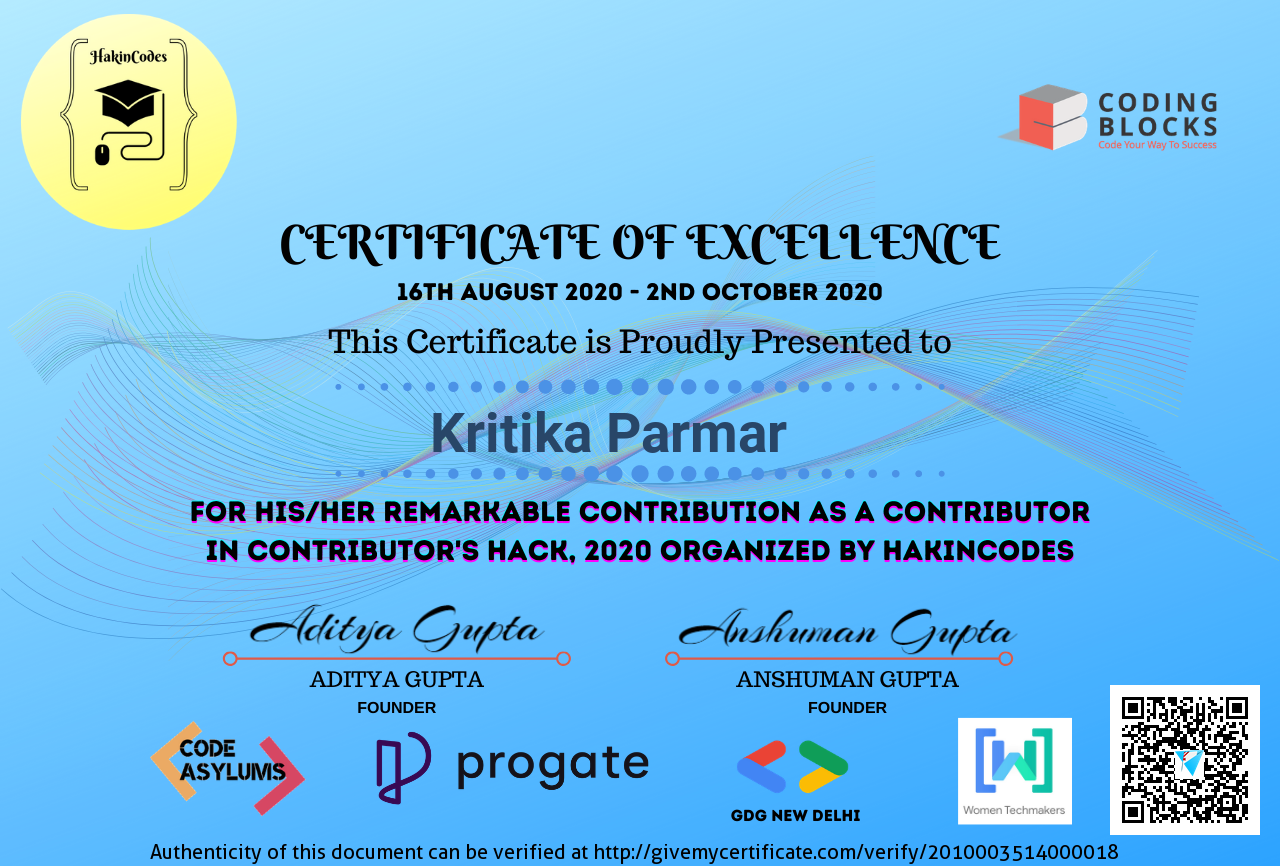 HakinCodes
CODING
BLOCKS
Code Your Way To Success
CERTIFICATE OF EXCELLENCE
16TH AUGUST 2020 - 2ND OCTOBER 2020
This Certificate is Proudly Presented to
Kritika Parmar
FOR HIS/HER REMARKABLE CONTRIBUTION AS A CONTRIBUTOR
IN CONTRIBUTOR'S HACK, 2020 ORGANIZED BY HAKINCODES
Aditya Gupta
Anshuman Gupta
ADITYA GUPTA
ANSHUMAN GUPTA
FOUNDER
FOUNDER
CODE
ASYLUMS
progate
GDG NEW DELHI
Women Techmakers
Authenticity of this document can be verified at http://givemycertificate.com/verify/2010003514000018